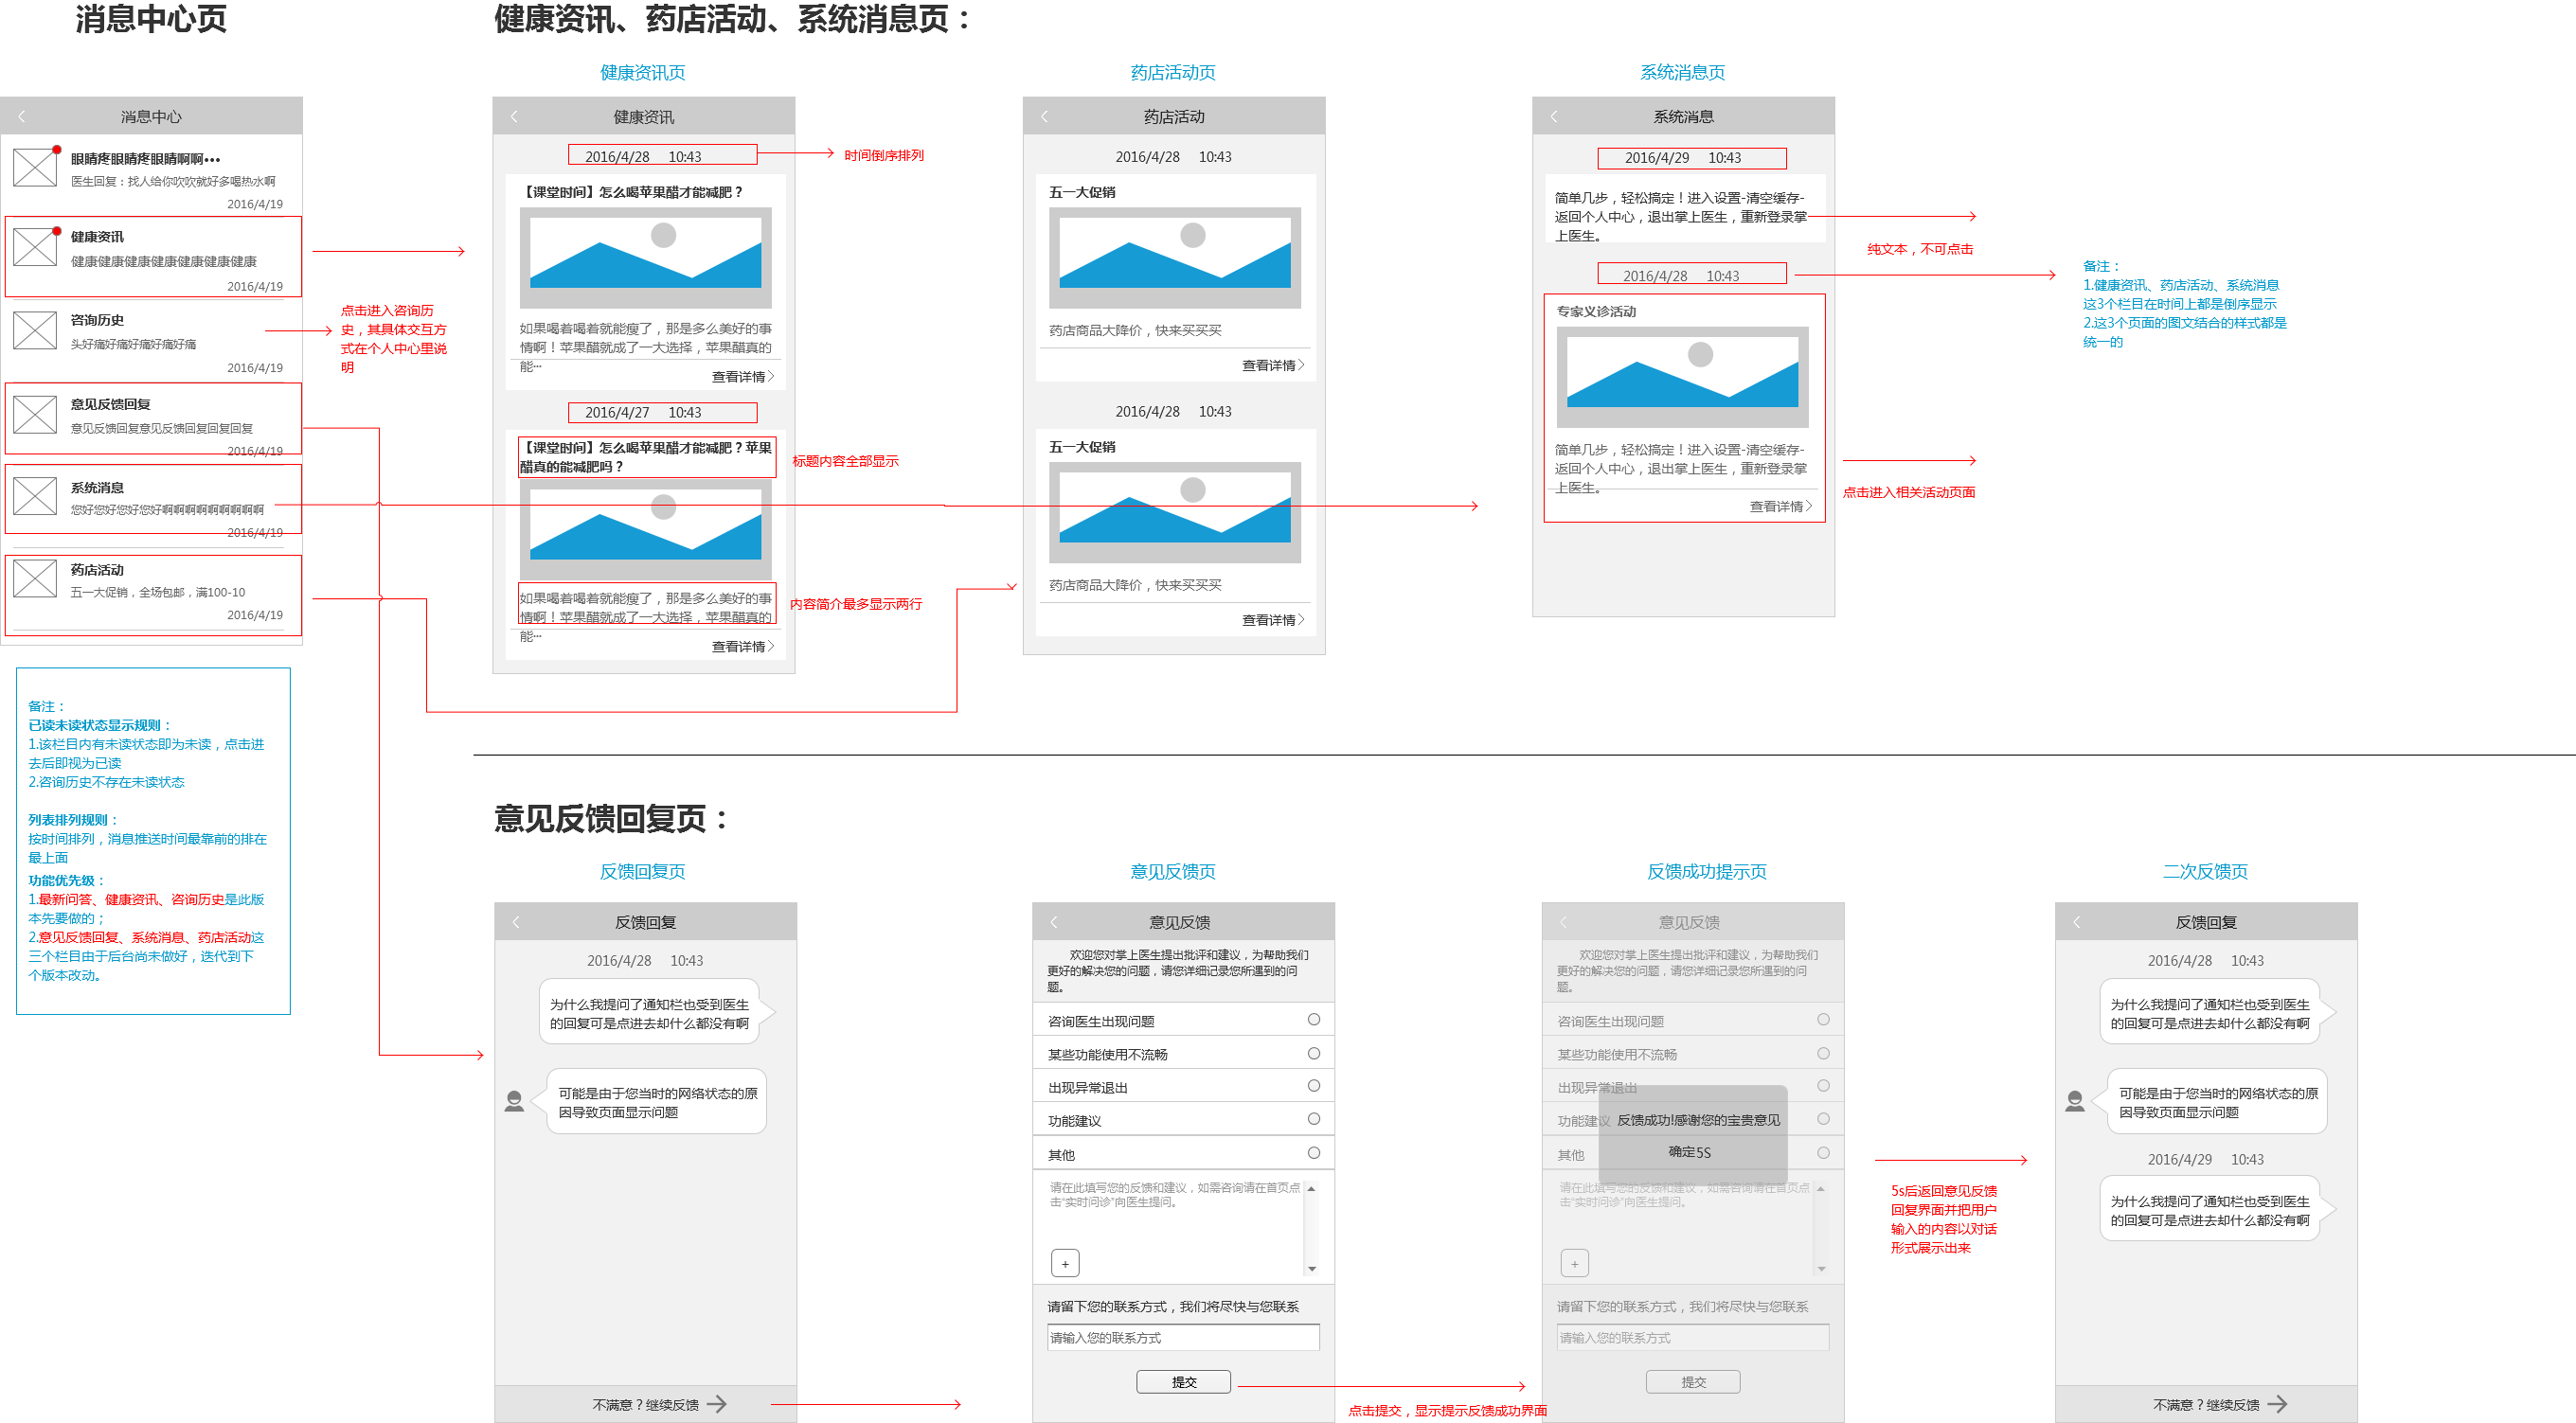 消息中心页
健康资讯、药店活动、系统消息页：
消息中心
眼睛疼眼睛疼眼睛啊啊•••
医生回复：找人给你吹吹就好多喝热水啊
2016/4/19
健康资讯
健康健康健康健康健康健康健康
2016/4/19
咨询历史
头好痛好痛好痛好痛好痛
2016/4/19
意见反馈回复
意见反馈回复意见反馈回复回复回复
2016/4/19
系统消息
您好您好您好您好啊啊啊啊啊啊啊啊啊
2016/4/19
药店活动
五一大促销，全场包邮，满100-10
2016/4/19
点击进入咨询历
史，其具体交互方
式在个人中心里说
明
备注：
已读未读状态显示规则：
1.该栏目内有未读状态即为未读，点击进
去后即视为已读
2.咨询历史不存在未读状态
列表排列规则：
按时间排列，消息推送时间最靠前的排在
最上面
功能优先级：
1.最新问答、健康资讯、咨询历史是此版
本先要做的；
2.意见反馈回复、系统消息、药店活动这
三个栏目由于后台尚未做好，迭代到下
个版本改动。
健康资讯页
健康资讯
2016/4/28 10:43
时间倒序排列
【课堂时间】怎么喝苹果醋才能减肥？
如果喝着喝着就能瘦了，那是多么美好的事
情啊！苹果醋就成了一大选择，苹果醋真的
能...
查看详情
2016/4/27 10:43
【课堂时间】怎么喝苹果醋才能减肥？苹果
醋真的能减肥吗？
标题内容全部显示
如果喝着喝着就能瘦了，那是多么美好的事
情啊！苹果醋就成了一大选择，苹果醋真的
能...
内容简介最多显示两行
查看详情
药店活动页
药店活动
2016/4/28 10:43
五一大促销
药店商品大降价，快来买买买
查看详情
2016/4/28 10:43
五一大促销
药店商品大降价，快来买买买
查看详情
系统消息页
系统消息
2016/4/29 10:43
简单几步，轻松搞定！进入设置-清空缓存-
返回个人中心，退出掌上医生，重新登录掌
上医生。
纯文本，不可点击
2016/4/28 10:43
专家义诊活动
简单几步，轻松搞定！进入设置-清空缓存-
返回个人中心，退出掌上医生，重新登录掌
上医生。
查看详情
点击进入相关活动页面
备注：
1.健康资讯、药店活动、系统消息
这3个栏目在时间上都是倒序显示
2.这3个页面的图文结合的样式都是
统一的
意见反馈回复页：
反馈回复页
反馈回复
2016/4/28 10:43
为什么我提问了通知栏也受到医生
的回复可是点进去却什么都没有啊
可能是由于您当时的网络状态的原
因导致页面显示问题
不满意？继续反馈
意见反馈页
意见反馈
欢迎您对掌上医生提出批评和建议，为帮助我们
更好的解决您的问题，请您详细记录您所遇到的问
题。
咨询医生出现问题
某些功能使用不流畅
出现异常退出
功能建议
其他
请在此填写您的反馈和建议，如需咨询请在首页点
击“实时问诊”向医生提问。
+
请留下您的联系方式，我们将尽快与您联系
请输入您的联系方式
提交
点击提交，显示提示反馈成功界面
反馈成功提示页
意见反馈
欢迎您对掌上医生提出批评和建议，为帮助我们
更好的解决您的问题，请您详细记录您所遇到的问
题。
咨询医生出现问题
某些功能使用不流畅
出现异常退出
功能建议
反馈成功!感谢您的宝贵意见
确定5S
其他
请在此填写您的反馈和建议，如需咨询请在首页点
击“实时问诊”向医生提问。
+
请留下您的联系方式，我们将尽快与您联系
请输入您的联系方式
提交
5s后返回意见反馈
回复界面并把用户
输入的内容以对话
形式展示出来
二次反馈页
反馈回复
2016/4/28 10:43
为什么我提问了通知栏也受到医生
的回复可是点进去却什么都没有啊
可能是由于您当时的网络状态的原
因导致页面显示问题
2016/4/29 10:43
为什么我提问了通知栏也受到医生
的回复可是点进去却什么都没有啊
不满意？继续反馈